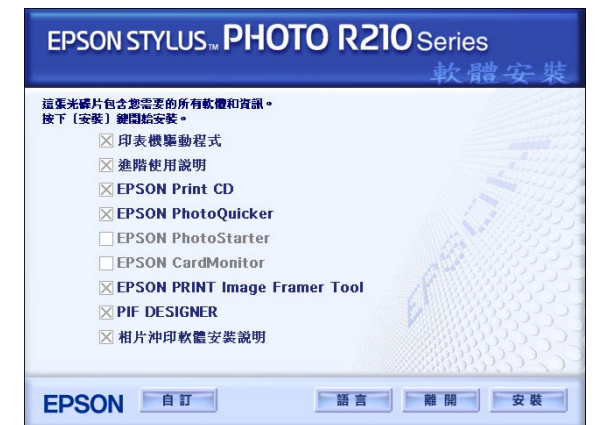 EPSON STYLUS™ PHOTO R210 Series
軟體安裝
這張光碟片包含您需要的所有軟體和資訊。
按下〔安裝〕鍵開始安裝。
印表機驅動程式
進階使用說明
EPSON Print CD
EPSON PhotoQuicker
EPSON PhotoStarter
EPSON CardMonitor
EPSON PRINT Image Framer Tool
PIF DESIGNER
相片沖印軟體安裝說明
EPSON
EPSON 自訂 語言 離開 安裝